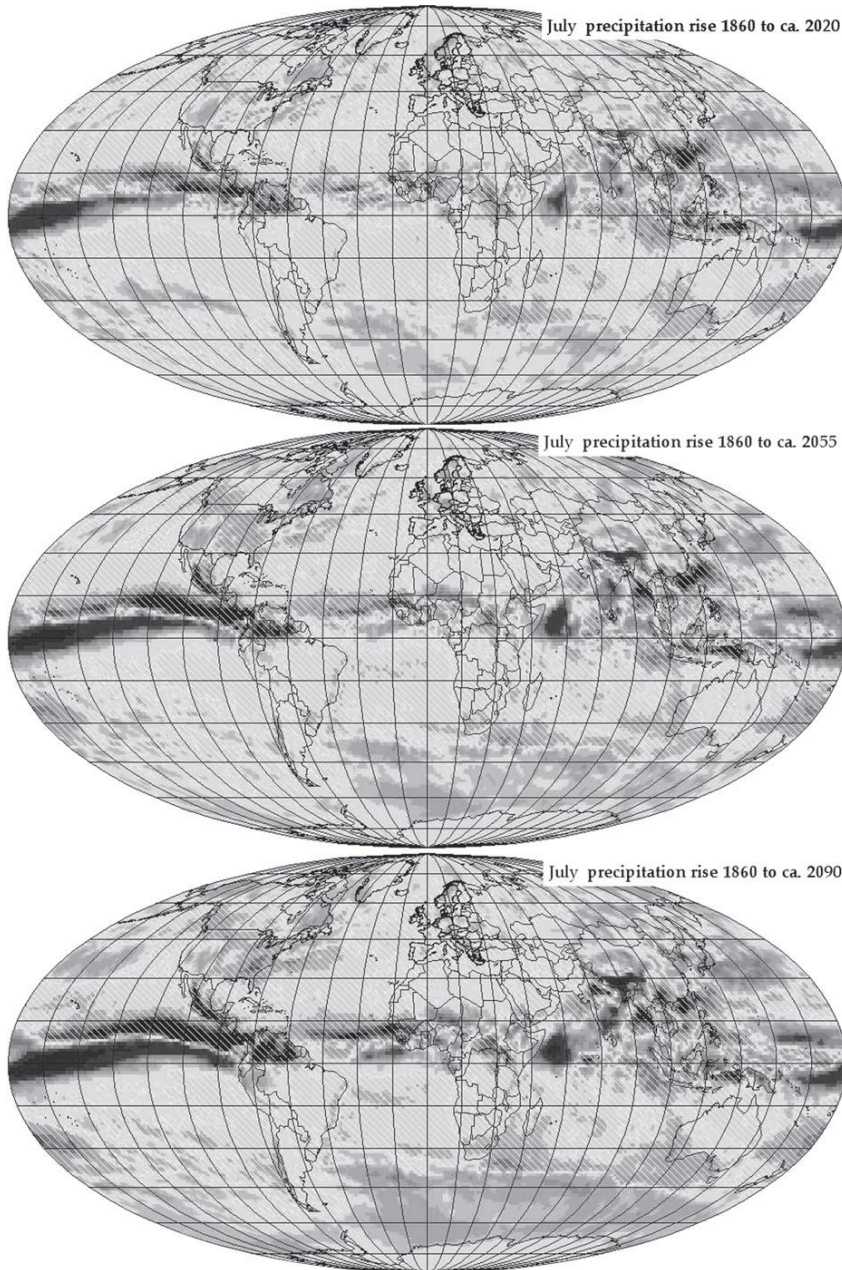 July precipitation rise 1860 to ca. 2020
July precipitation rise 1860 to ca. 2055
July precipitation rise 1860 to ca. 2090